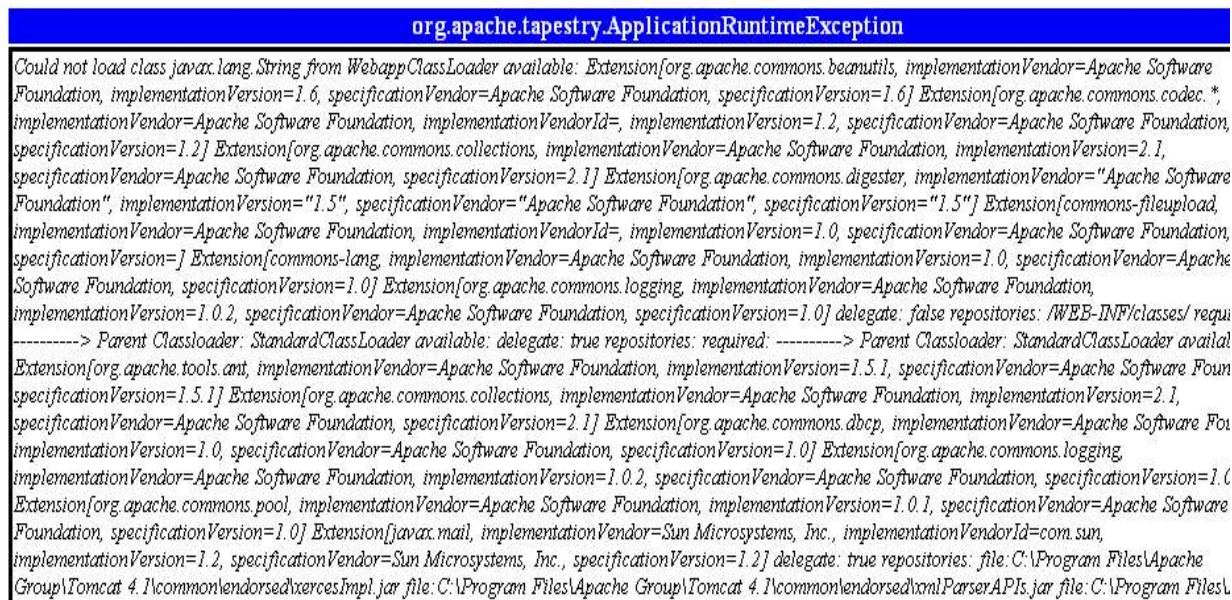 org.apache.tapestry.ApplicationRuntimeException
Could not load class javax.lang.String from WebappClassLoader available: Extension[org.apache.commons.beanutils, implementationVendor=Apache Software
Foundation, implementationVersion=1.6, specificationVendor=Apache Software Foundation, specificationVersion=1.6] Extension[org.apache.commons.codec.*,
implementationVendor=Apache Software Foundation, implementationVendorId=, implementationVersion=1.2, specificationVendor=Apache Software Foundation,
specificationVersion=1.2] Extension[org.apache.commons.collections, implementationVendor=Apache Software Foundation, implementationVersion=2.1,
specificationVendor=Apache Software Foundation, specificationVersion=2.1] Extension[org.apache.commons.digester, implementationVendor="Apache Software
Foundation", implementationVersion="1.5", specificationVendor="Apache Software Foundation", specificationVersion="1.5"] Extension[commons-fileupload,
implementationVendor=Apache Software Foundation, implementationVendorId=, implementationVersion=1.0, specificationVendor=Apache Software Foundation,
specificationVersion=] Extension[commons-lang, implementationVendor=Apache Software Foundation, implementationVersion=1.0, specificationVendor=Apache
Software Foundation, specificationVersion=1.0] Extension[org.apache.commons.logging, implementationVendor=Apache Software Foundation,
implementationVersion=1.0.2, specificationVendor=Apache Software Foundation, specificationVersion=1.0] delegate: false repositories: /WEB-INF/classes/ requi
----------> Parent Classloader: StandardClassLoader available: delegate: true repositories: required: ----------> Parent Classloader: StandardClassLoader availab
Extension[org.apache.tools.ant, implementationVendor=Apache Software Foundation, implementationVersion=1.5.1, specificationVendor=Apache Software Foun
specificationVersion=1.5.1] Extension[org.apache.commons.collections, implementationVendor=Apache Software Foundation, implementationVersion=2.1,
specificationVendor=Apache Software Foundation, specificationVersion=2.1] Extension[org.apache.commons.dbcp, implementationVendor=Apache Software Fou
implementationVersion=1.0, specificationVendor=Apache Software Foundation, specificationVersion=1.0] Extension[org.apache.commons.logging,
implementationVendor=Apache Software Foundation, implementationVersion=1.0.2, specificationVendor=Apache Software Foundation, specificationVersion=1.0
Extension[org.apache.commons.pool, implementationVendor=Apache Software Foundation, implementationVersion=1.0.1, specificationVendor=Apache Software
Foundation, specificationVersion=1.0] Extension[javax.mail, implementationVendor=Sun Microsystems, Inc., implementationVendorId=com.sun,
implementationVersion=1.2, specificationVendor=Sun Microsystems, Inc., specificationVersion=1.2] delegate: true repositories: file:C:\Program Files\Apache
Group\Tomcat 4.1\common\endorsed\xercesImpl.jar file:C:\Program Files\Apache Group\Tomcat 4.1\common\endorsed\xmlParserAPIs.jar file:C:\Program Files\